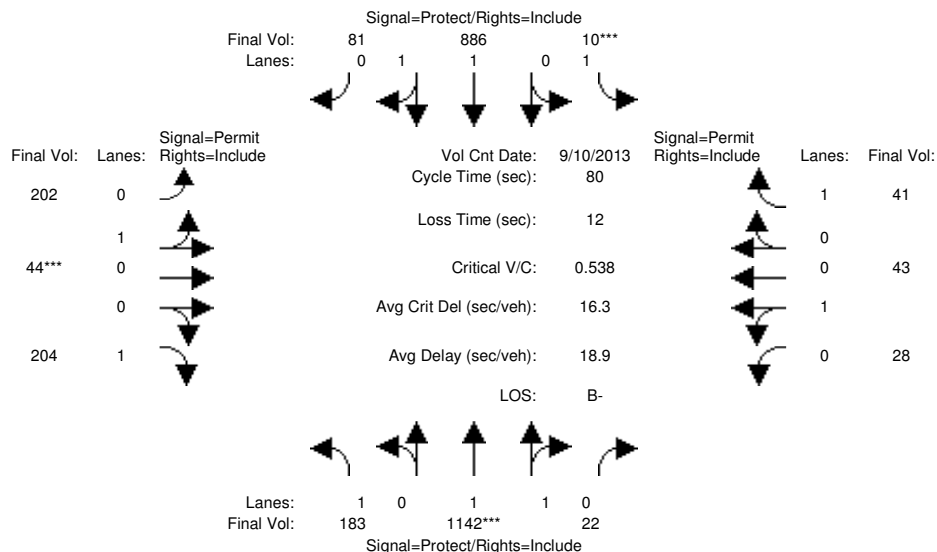 Signal=Protect/Rights=Include
Final Vol: 81 886 10***
Lanes: 0 1 1 0 1
Signal=Permit
Final Vol: Lanes: Rights=Include
Vol Cnt Date: 9/10/2013
Signal=Permit
Rights=Include Lanes: Final Vol:
Cycle Time (sec): 80
202 0
1 41
Loss Time (sec): 12
1
0
44*** 0
Critical V/C: 0.538
0 43
0
Avg Crit Del (sec/veh): 16.3
1
204 1
Avg Delay (sec/veh): 18.9
0 28
LOS: B-
Lanes: 1 0 1 1 0
Final Vol: 183 1142*** 22
Signal=Protect/Rights=Include